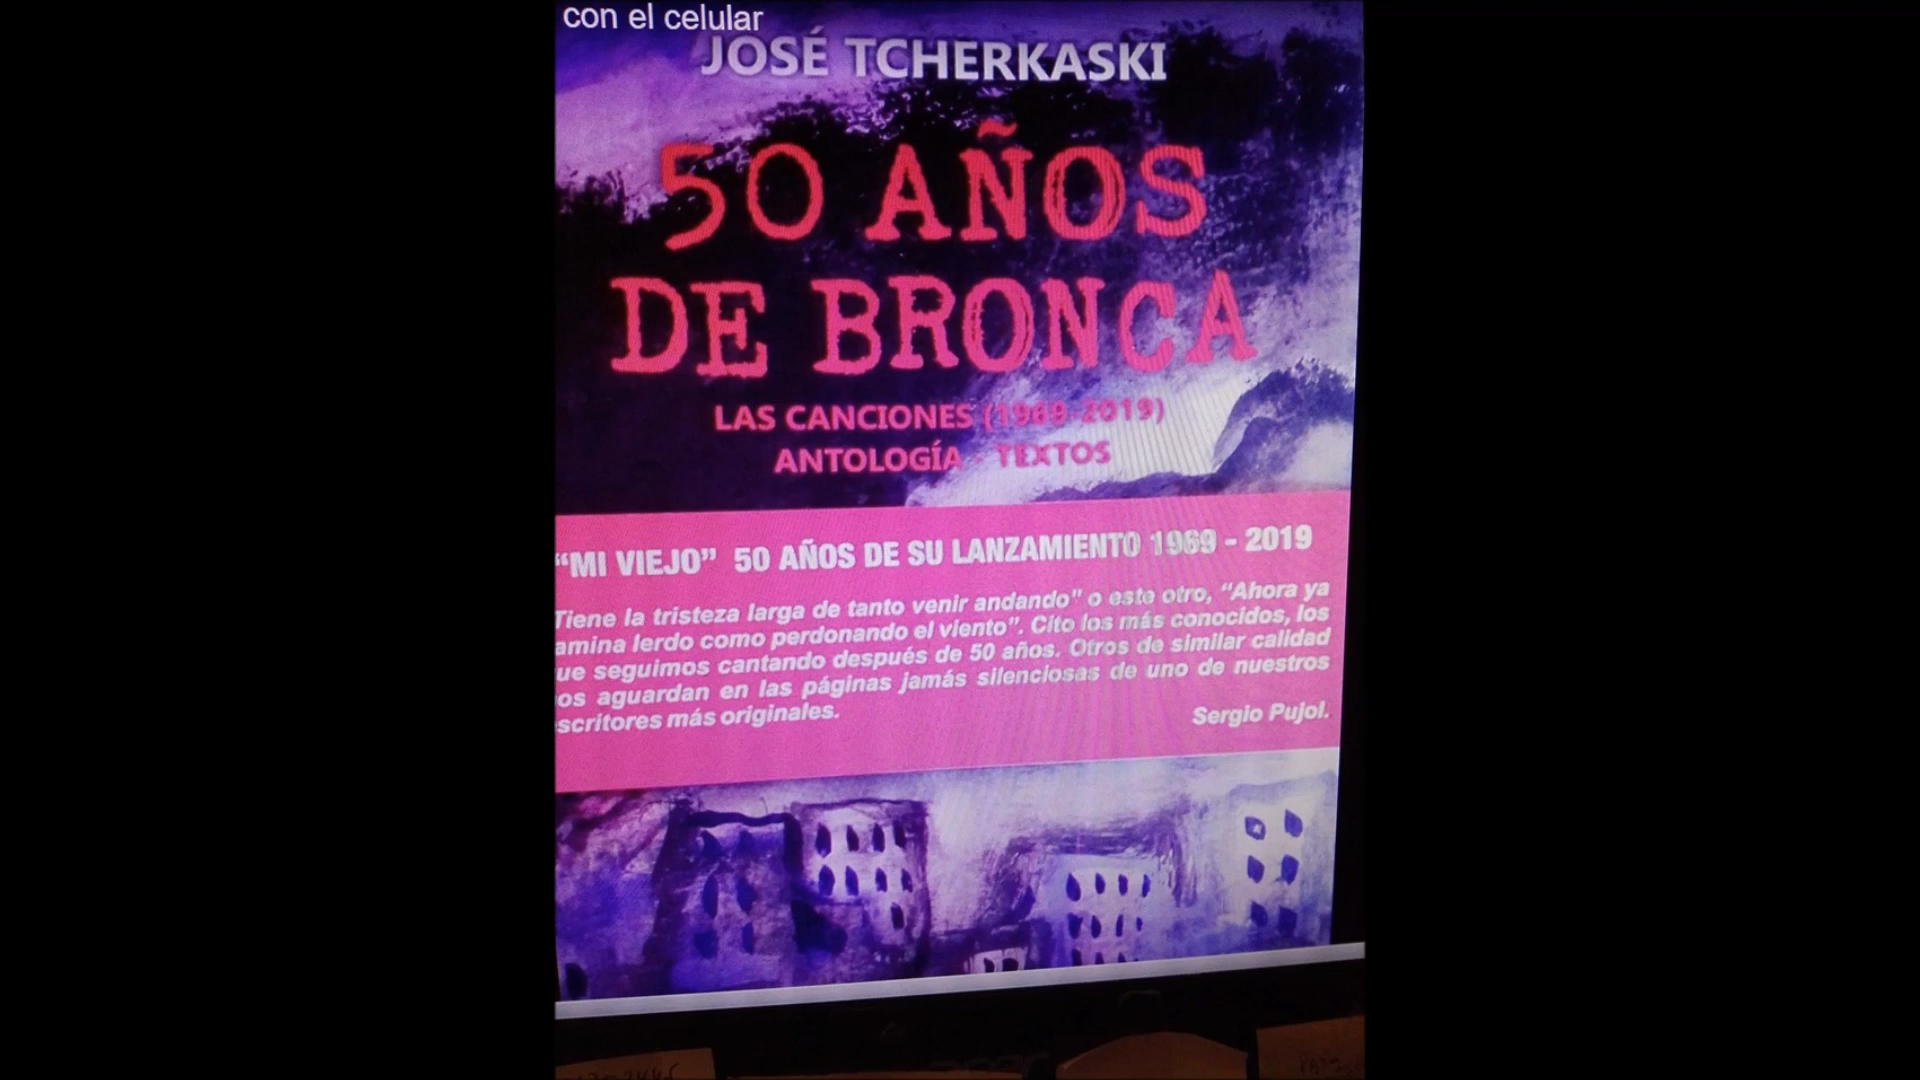 con el celular
JOSÉ TCHERKASKI
50 AÑOS
DE BRONCA
LAS CANCIONES (1969-2019)
ANTOLOGÍA - TEXTOS
“MI VIEJO” 50 AÑOS DE SU LANZAMIENTO 1969 - 2019
Tiene la tristeza larga de tanto venir andando” o este otro, “Ahora ya
amina lerdo como perdonando el viento”. Cito los más conocidos, los
ue seguimos cantando después de 50 años. Otros de similar calidad
os aguardan en las páginas jamás silenciosas de uno de nuestros
scritores más originales.
Sergio Pujol.